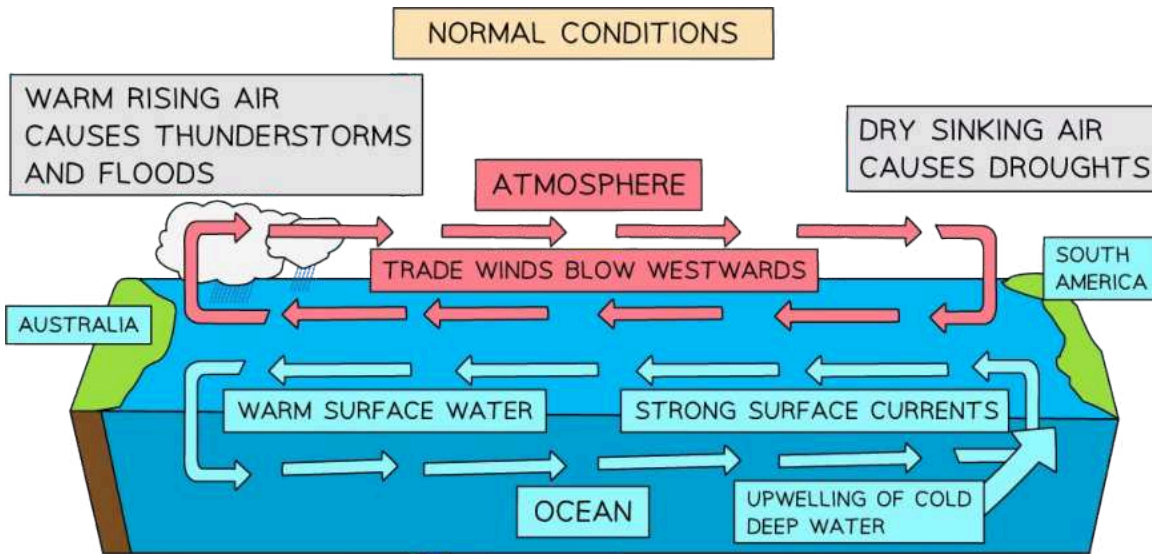 NORMAL CONDITIONS
WARM RISING AIR
CAUSES THUNDERSTORMS
AND FLOODS
DRY SINKING AIR
CAUSES DROUGHTS
ATMOSPHERE
TRADE WINDS BLOW WESTWARDS
SOUTH
AMERICA
AUSTRALIA
WARM SURFACE WATER
STRONG SURFACE CURRENTS
OCEAN
UPWELLING OF COLD
DEEP WATER